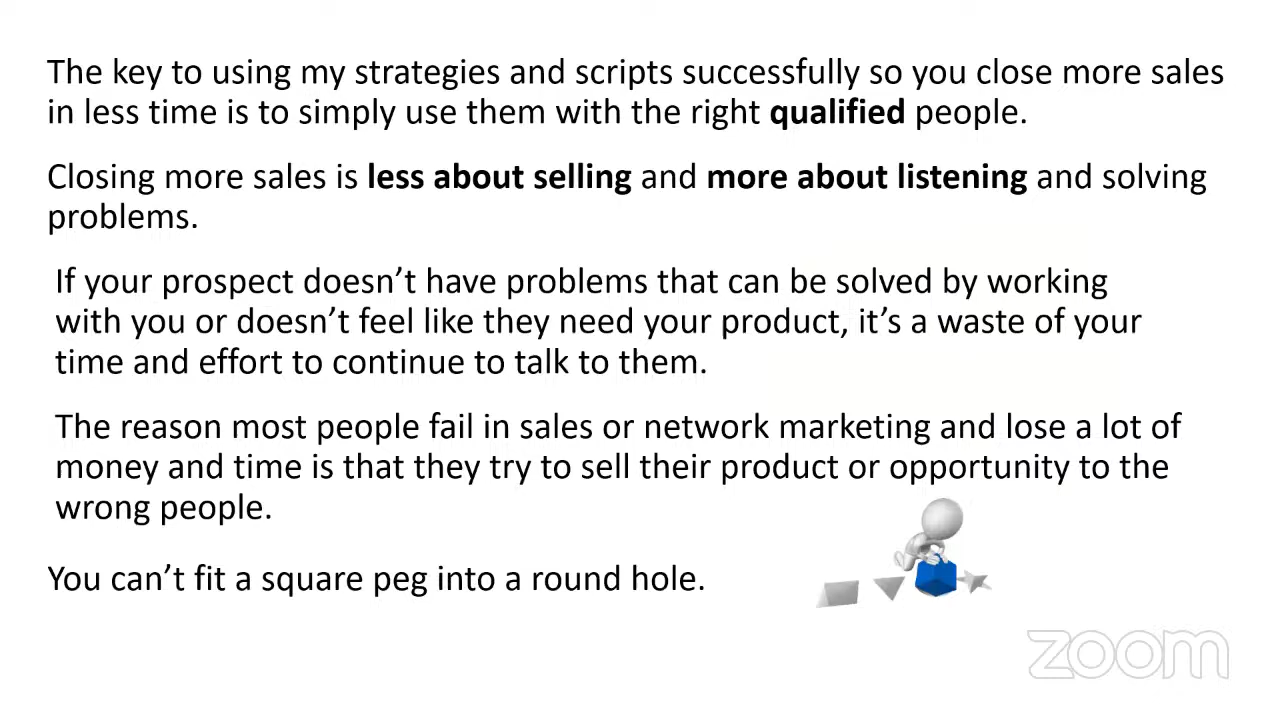 The key to using my strategies and scripts successfully so you close more sales
in less time is to simply use them with the right qualified people.
Closing more sales is less about selling and more about listening and solving
problems.
If your prospect doesn’t have problems that can be solved by working
with you or doesn’t feel like they need your product, it’s a waste of your
time and effort to continue to talk to them.
The reason most people fail in sales or network marketing and lose a lot of
money and time is that they try to sell their product or opportunity to the
wrong people.
You can’t fit a square peg into a round hole.
zoom